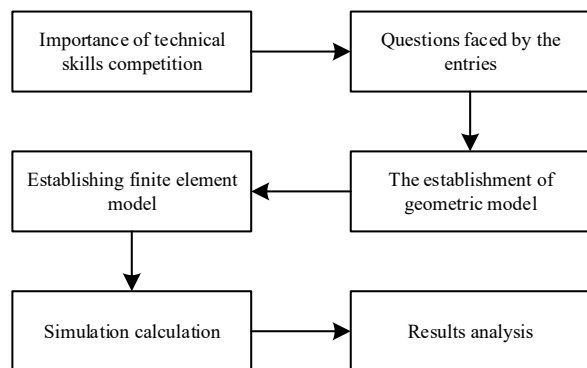 Importance of technical
skills competition
Questions faced by the
entries
The establishment of
geometric model
Establishing finite element
model
Simulation calculation
Results analysis